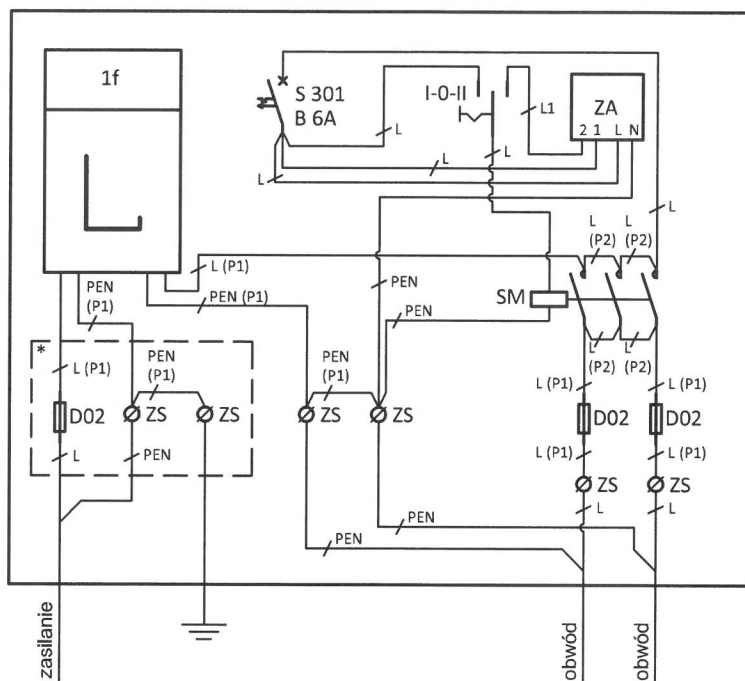 1f
S 301
B 6A
I-0-II
ZA
2 1 L N
L
L1
L
L
L
L
L
(P2)
L
(P2)
L (P1)
PEN
(P1)
PEN (P1)
PEN
PEN
SM
*
L (P1)
PEN
(P1)
PEN
(P1)
L
(P2)
L
(P2)
D02
ZS
ZS
ZS
ZS
L (P1)
L (P1)
D02
D02
L
PEN
L (P1)
L (P1)
ZS
ZS
L
L
PEN
PEN
zasilanie
obwód
obwód